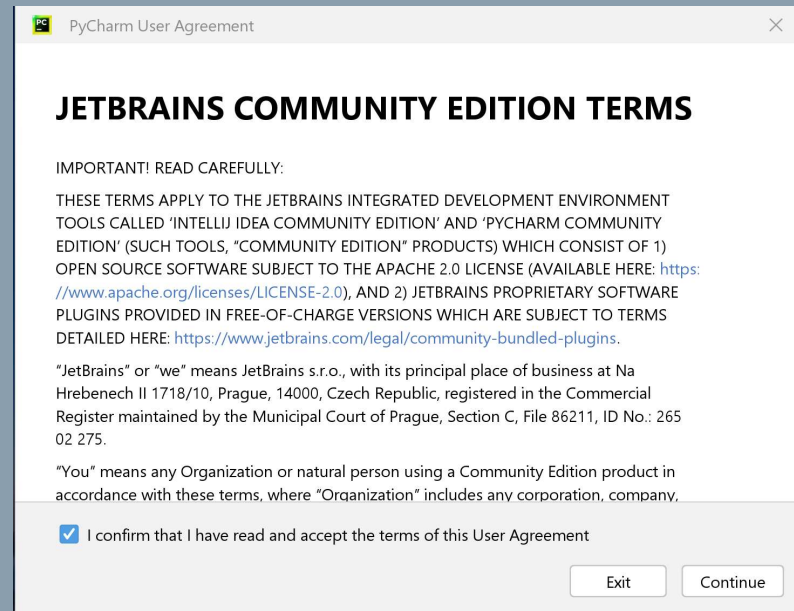 PC
PyCharm User Agreement
JETBRAINS COMMUNITY EDITION TERMS
IMPORTANT! READ CAREFULLY:
THESE TERMS APPLY TO THE JETBRAINS INTEGRATED DEVELOPMENT ENVIRONMENT
TOOLS CALLED ‘INTELLIJ IDEA COMMUNITY EDITION’ AND ‘PYCHARM COMMUNITY
EDITION’ (SUCH TOOLS, “COMMUNITY EDITION” PRODUCTS) WHICH CONSIST OF 1)
OPEN SOURCE SOFTWARE SUBJECT TO THE APACHE 2.0 LICENSE (AVAILABLE HERE: https:
//www.apache.org/licenses/LICENSE-2.0), AND 2) JETBRAINS PROPRIETARY SOFTWARE
PLUGINS PROVIDED IN FREE-OF-CHARGE VERSIONS WHICH ARE SUBJECT TO TERMS
DETAILED HERE: https://www.jetbrains.com/legal/community-bundled-plugins.
“JetBrains” or “we” means JetBrains s.r.o., with its principal place of business at Na
Hrebenech II 1718/10, Prague, 14000, Czech Republic, registered in the Commercial
Register maintained by the Municipal Court of Prague, Section C, File 86211, ID No.: 265
02 275.
“You” means any Organization or natural person using a Community Edition product in
accordance with these terms, where “Organization” includes any corporation, company,
I confirm that I have read and accept the terms of this User Agreement
Exit
Continue